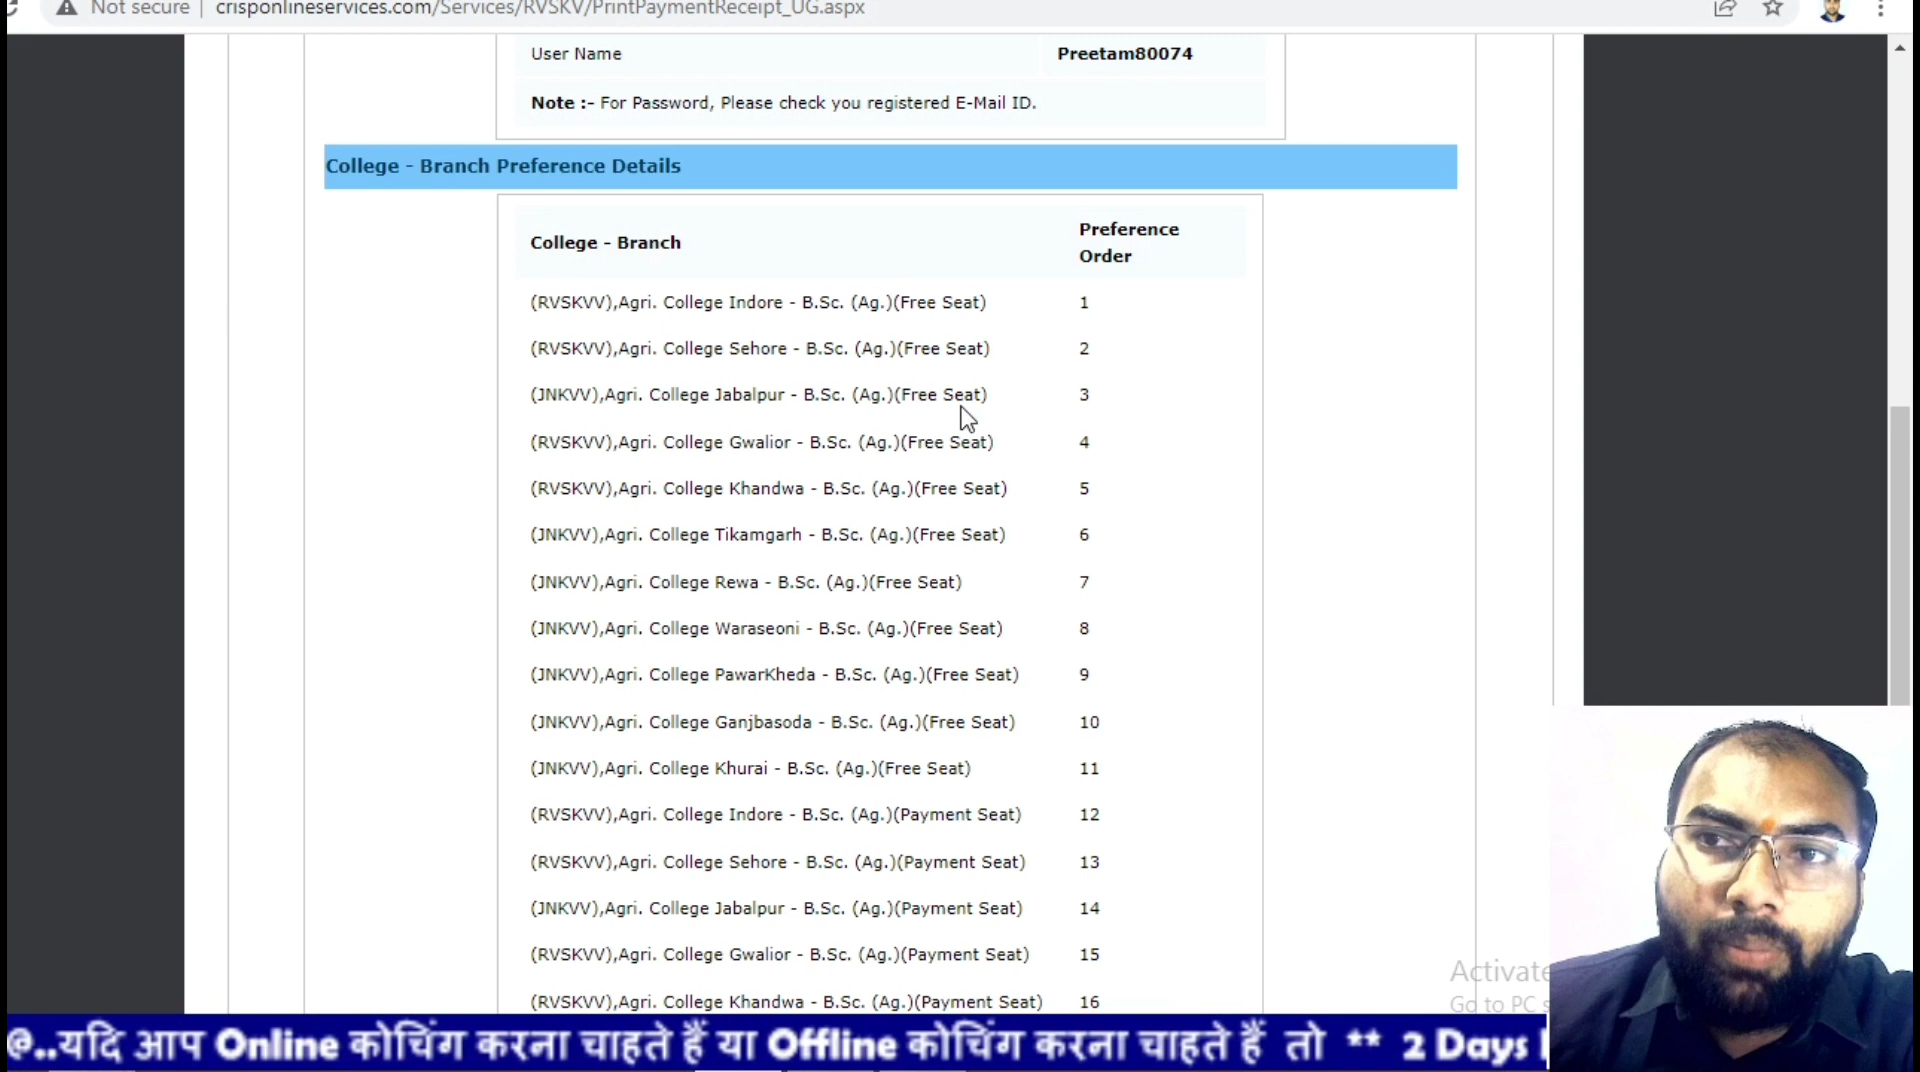 Not secure | crisponlineservices.com/Services/RVSKV/PrintPaymentReceipt_UG.aspx
User Name Preetam80074
Note :- For Password, Please check you registered E-Mail ID.
College - Branch Preference Details
College - Branch Preference Order
(RVSKVV),Agri. College Indore - B.Sc. (Ag.)(Free Seat) 1
(RVSKVV),Agri. College Sehore - B.Sc. (Ag.)(Free Seat) 2
(JNKVV),Agri. College Jabalpur - B.Sc. (Ag.)(Free Seat) 3
(RVSKVV),Agri. College Gwalior - B.Sc. (Ag.)(Free Seat) 4
(RVSKVV),Agri. College Khandwa - B.Sc. (Ag.)(Free Seat) 5
(JNKVV),Agri. College Tikamgarh - B.Sc. (Ag.)(Free Seat) 6
(JNKVV),Agri. College Rewa - B.Sc. (Ag.)(Free Seat) 7
(JNKVV),Agri. College Waraseoni - B.Sc. (Ag.)(Free Seat) 8
(JNKVV),Agri. College PawarKheda - B.Sc. (Ag.)(Free Seat) 9
(JNKVV),Agri. College Ganjbasoda - B.Sc. (Ag.)(Free Seat) 10
(JNKVV),Agri. College Khurai - B.Sc. (Ag.)(Free Seat) 11
(RVSKVV),Agri. College Indore - B.Sc. (Ag.)(Payment Seat) 12
(RVSKVV),Agri. College Sehore - B.Sc. (Ag.)(Payment Seat) 13
(JNKVV),Agri. College Jabalpur - B.Sc. (Ag.)(Payment Seat) 14
(RVSKVV),Agri. College Gwalior - B.Sc. (Ag.)(Payment Seat) 15
(RVSKVV),Agri. College Khandwa - B.Sc. (Ag.)(Payment Seat) 16
Activate
Go to PC s
@..यदि आप Online कोचिंग करना चाहते हैं या Offline कोचिंग करना चाहते हैं तो ** 2 Days